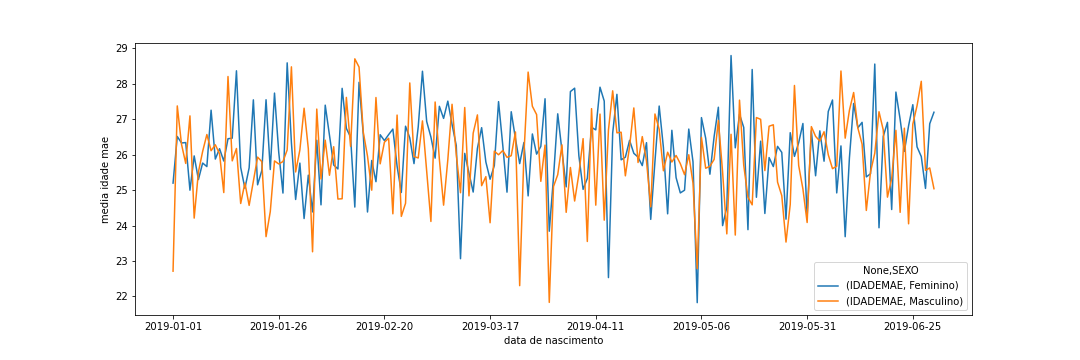 29
28
27
26
25
24
23
22
media idade mae
2019-01-01 2019-01-26 2019-02-20 2019-03-17 2019-04-11 2019-05-06 2019-05-31 2019-06-25
data de nascimento
None,SEXO
(IDADEMAE, Feminino)
(IDADEMAE, Masculino)